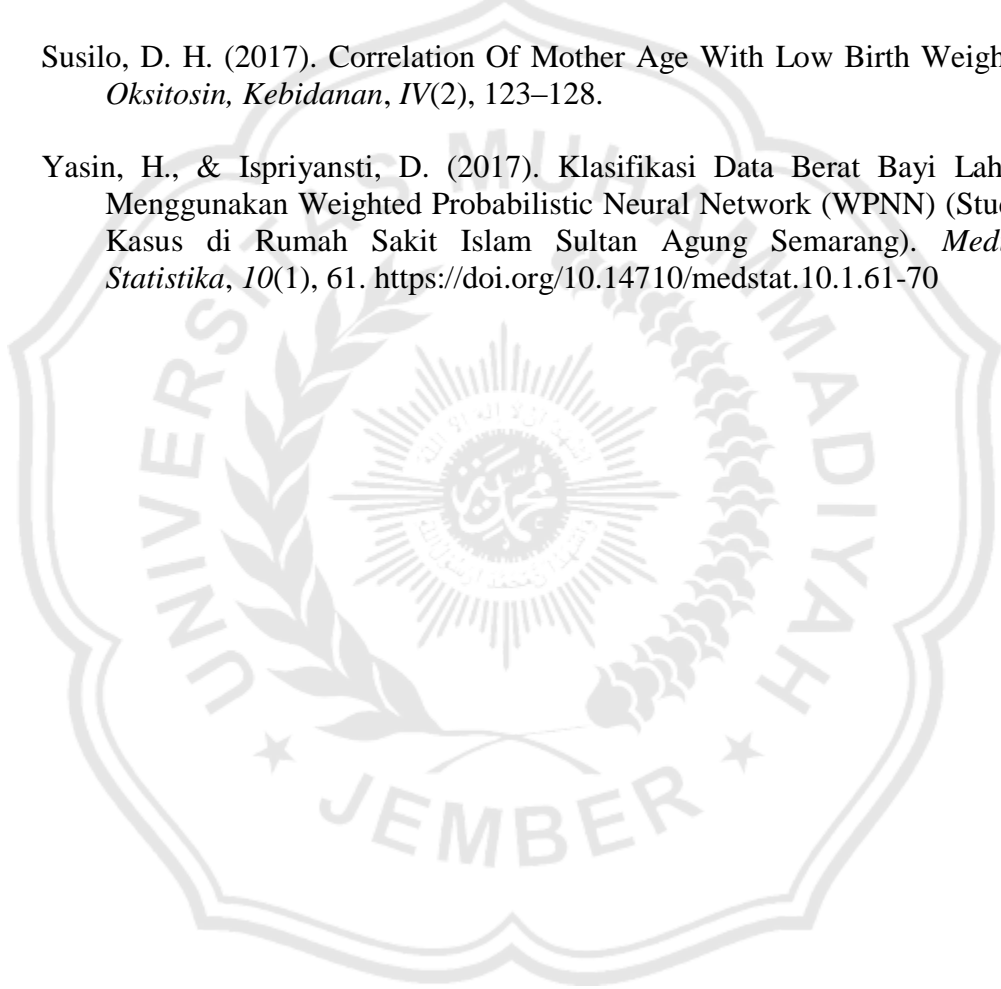 Susilo, D. H. (2017). Correlation Of Mother Age With Low Birth Weigh
Oksitosin, Kebidanan, IV(2), 123–128.
Yasin, H., & Ispriyansti, D. (2017). Klasifikasi Data Berat Bayi Lah
Menggunakan Weighted Probabilistic Neural Network (WPNN) (Stud
Kasus di Rumah Sakit Islam Sultan Agung Semarang). Med
Statistika, 10(1), 61. https://doi.org/10.14710/medstat.10.1.61-70
UNIVERSITAS MUHAMMADIYAH
JEMBER